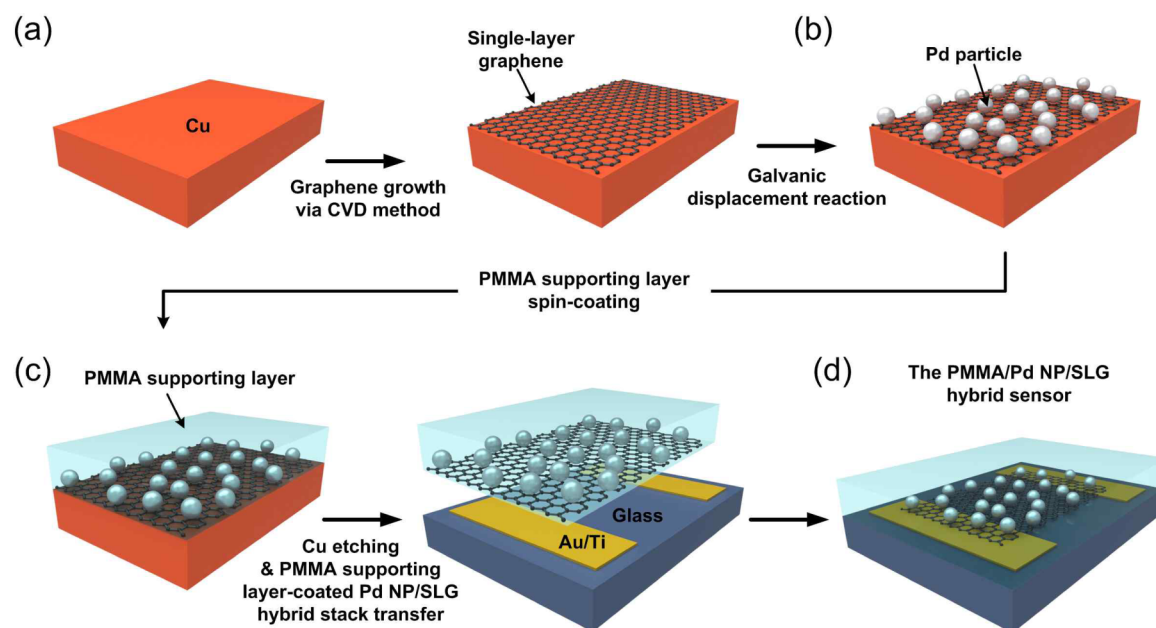 (a)
Cu
Graphene growth
via CVD method
Single-layer
graphene
Galvanic
displacement reaction
(b)
Pd particle
PMMA supporting layer
spin-coating
(c)
PMMA supporting layer
Cu etching
& PMMA supporting
layer-coated Pd NP/SLG
hybrid stack transfer
Glass
Au/Ti
(d)
The PMMA/Pd NP/SLG
hybrid sensor